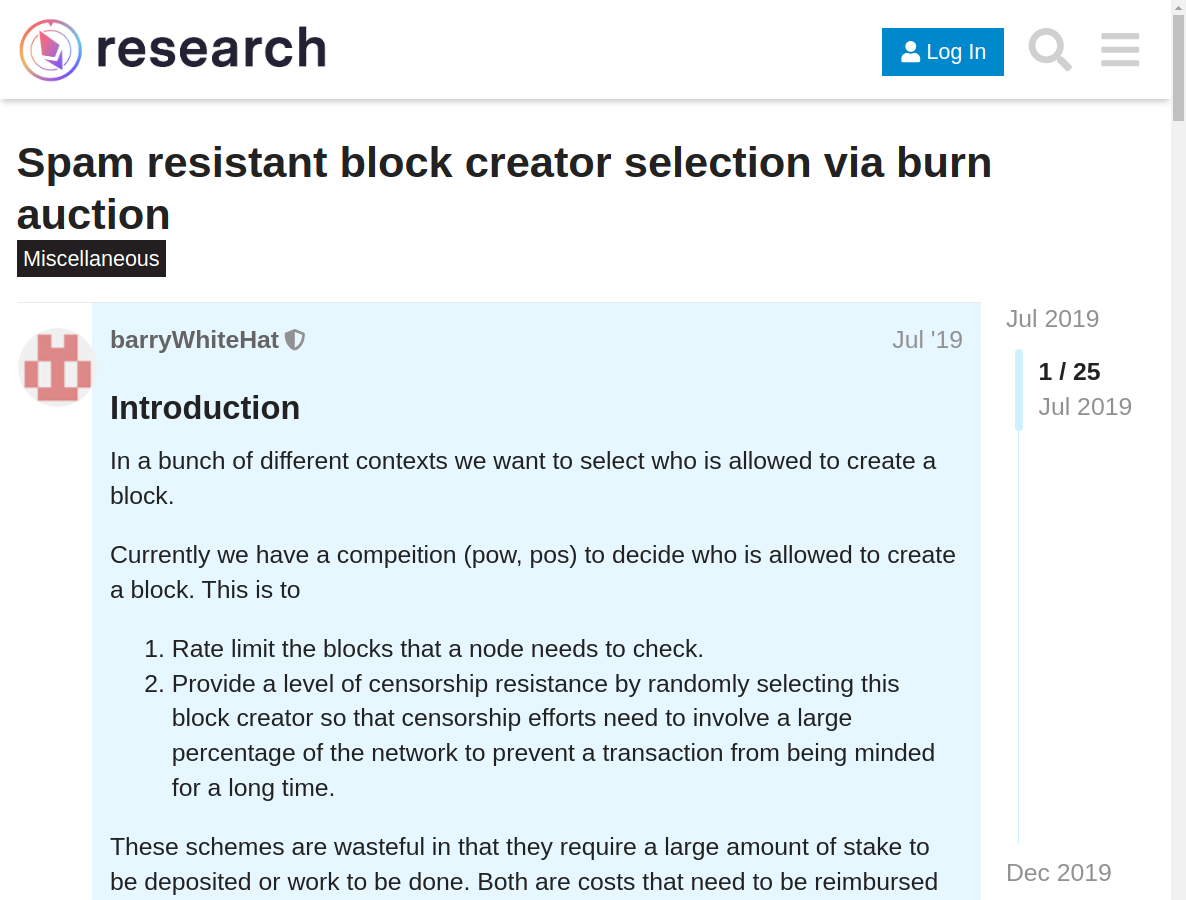 research
Log In
Spam resistant block creator selection via burn
auction
Miscellaneous
barryWhiteHat
Jul '19
Jul 2019
1 / 25
Jul 2019
Introduction
In a bunch of different contexts we want to select who is allowed to create a
block.
Currently we have a compeition (pow, pos) to decide who is allowed to create
a block. This is to
1. Rate limit the blocks that a node needs to check.
2. Provide a level of censorship resistance by randomly selecting this
block creator so that censorship efforts need to involve a large
percentage of the network to prevent a transaction from being minded
for a long time.
These schemes are wasteful in that they require a large amount of stake to
be deposited or work to be done. Both are costs that need to be reimbursed
Dec 2019